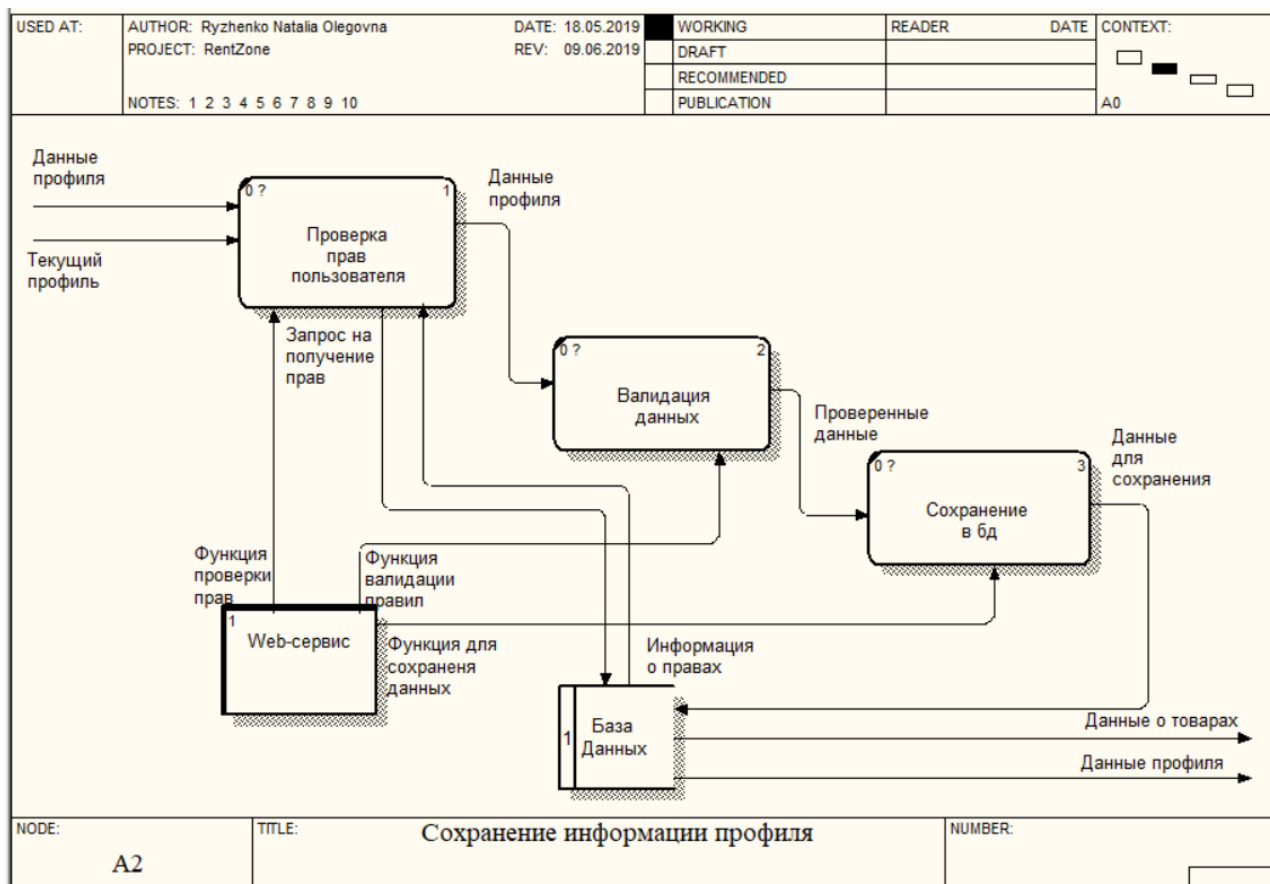 USED AT:
AUTHOR: Ryzhenko Natalia Olegovna
DATE: 18.05.2019
PROJECT: RentZone
REV: 09.06.2019
NOTES: 1 2 3 4 5 6 7 8 9 10
WORKING
DRAFT
RECOMMENDED
PUBLICATION
READER
DATE
CONTEXT:
A0
Данные
профиля
Текущий
профиль
0 ?
1
Проверка
прав
пользователя
Данные
профиля
Запрос на
получение
прав
0 ?
2
Валидация
данных
Проверенные
данные
0 ?
3
Сохранение
в бд
Данные
для
сохранения
Функция
проверки
прав
Функция
валидации
правил
1
Web-сервис
Функция для
сохраненя
данных
Информация
о правах
1
База
Данных
Данные о товарах
Данные профиля
NODE:
A2
TITLE:
Сохранение информации профиля
NUMBER: